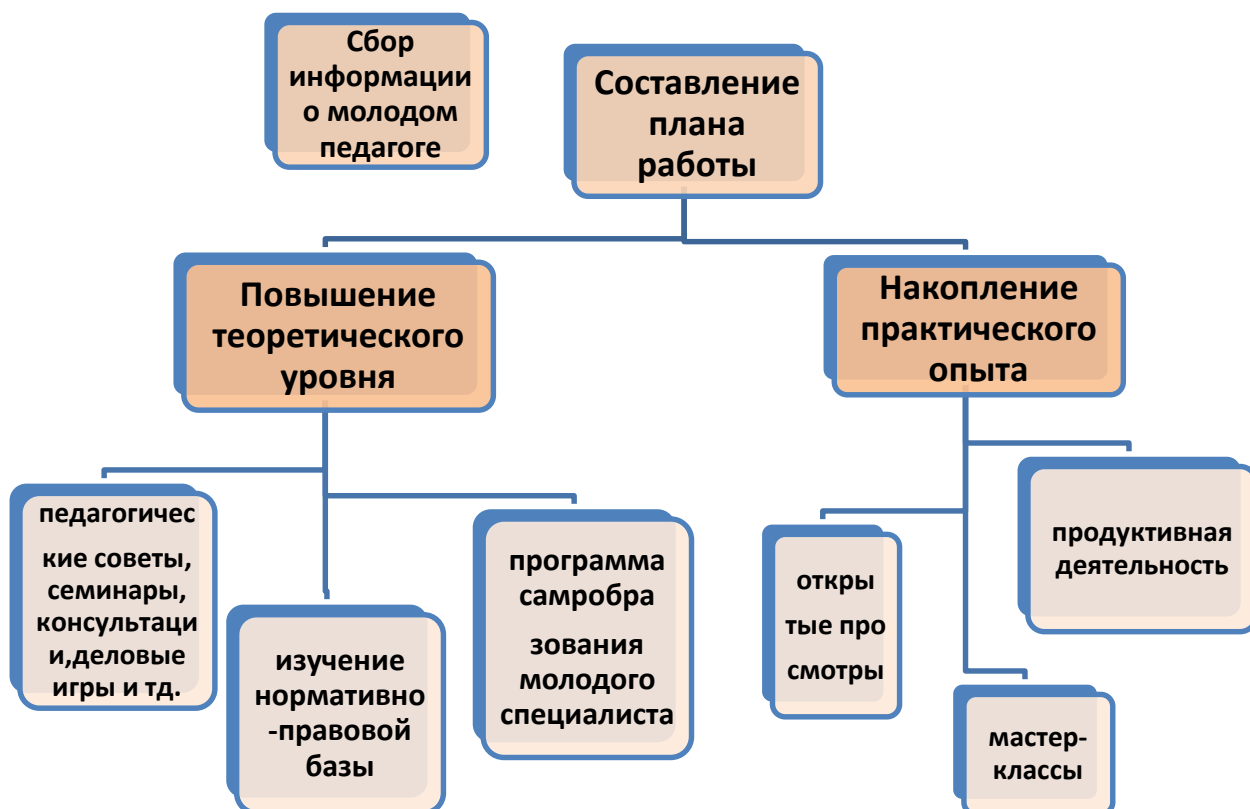 Сбор
информации
о молодом
педагоге
Составление
плана
работы
Повышение
теоретического
уровня
Накопление
практического
опыта
педагогичес
кие советы,
семинары,
консультаци
и,деловые
игры и тд.
изучение
нормативно
-правовой
базы
программа
самробра
зования
молодого
специалиста
откры
тые про
смотры
мастер-
классы
продуктивная
деятельность